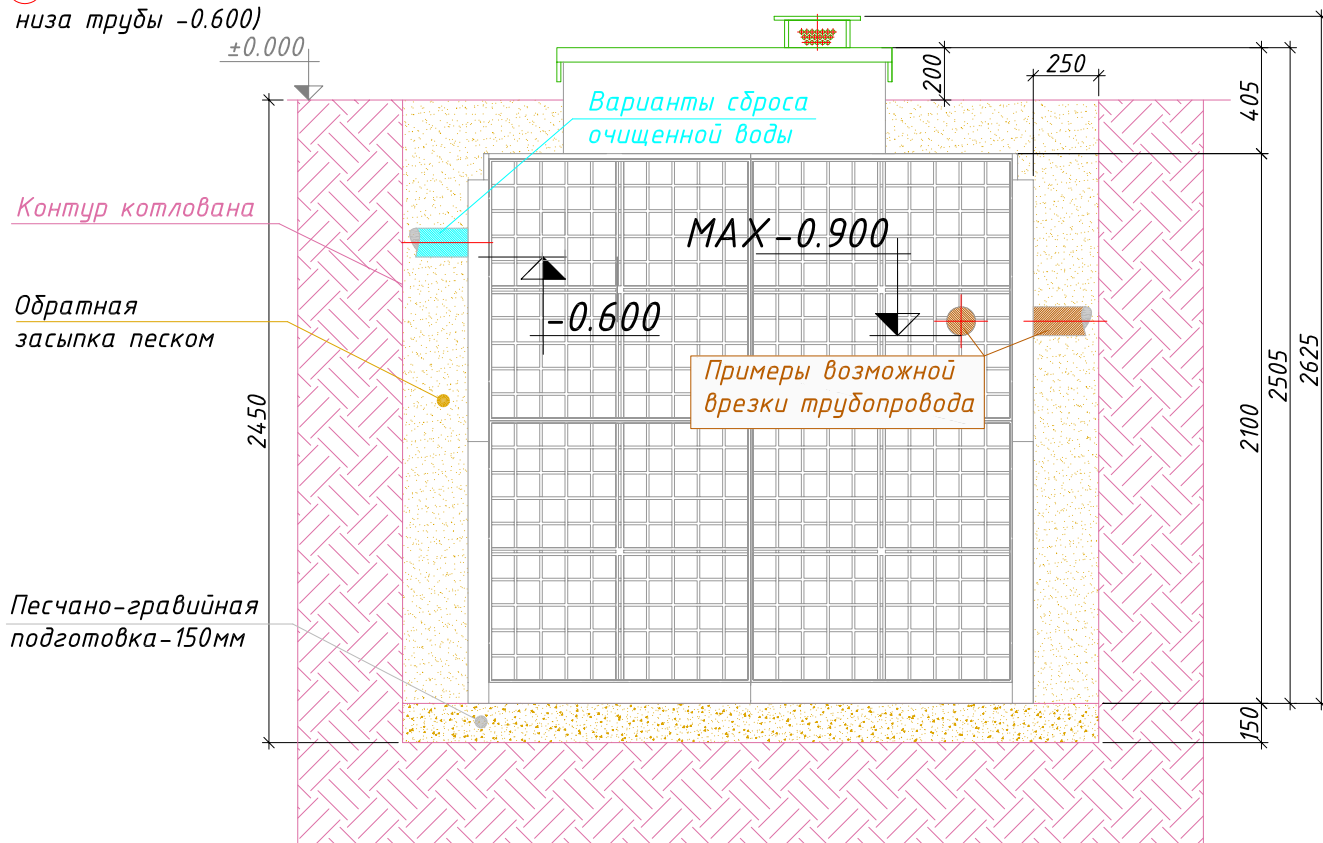 низа трубы -0.600)
±0.000
200
250
405
Варианты сброса
очищенной воды
Контур котлована
MAX-0.900
Обратная
засыпка песком
-0.600
Примеры возможной
врезки трубопровода
2450
2100
2505
2625
Песчано-гравийная
подготовка-150мм
150